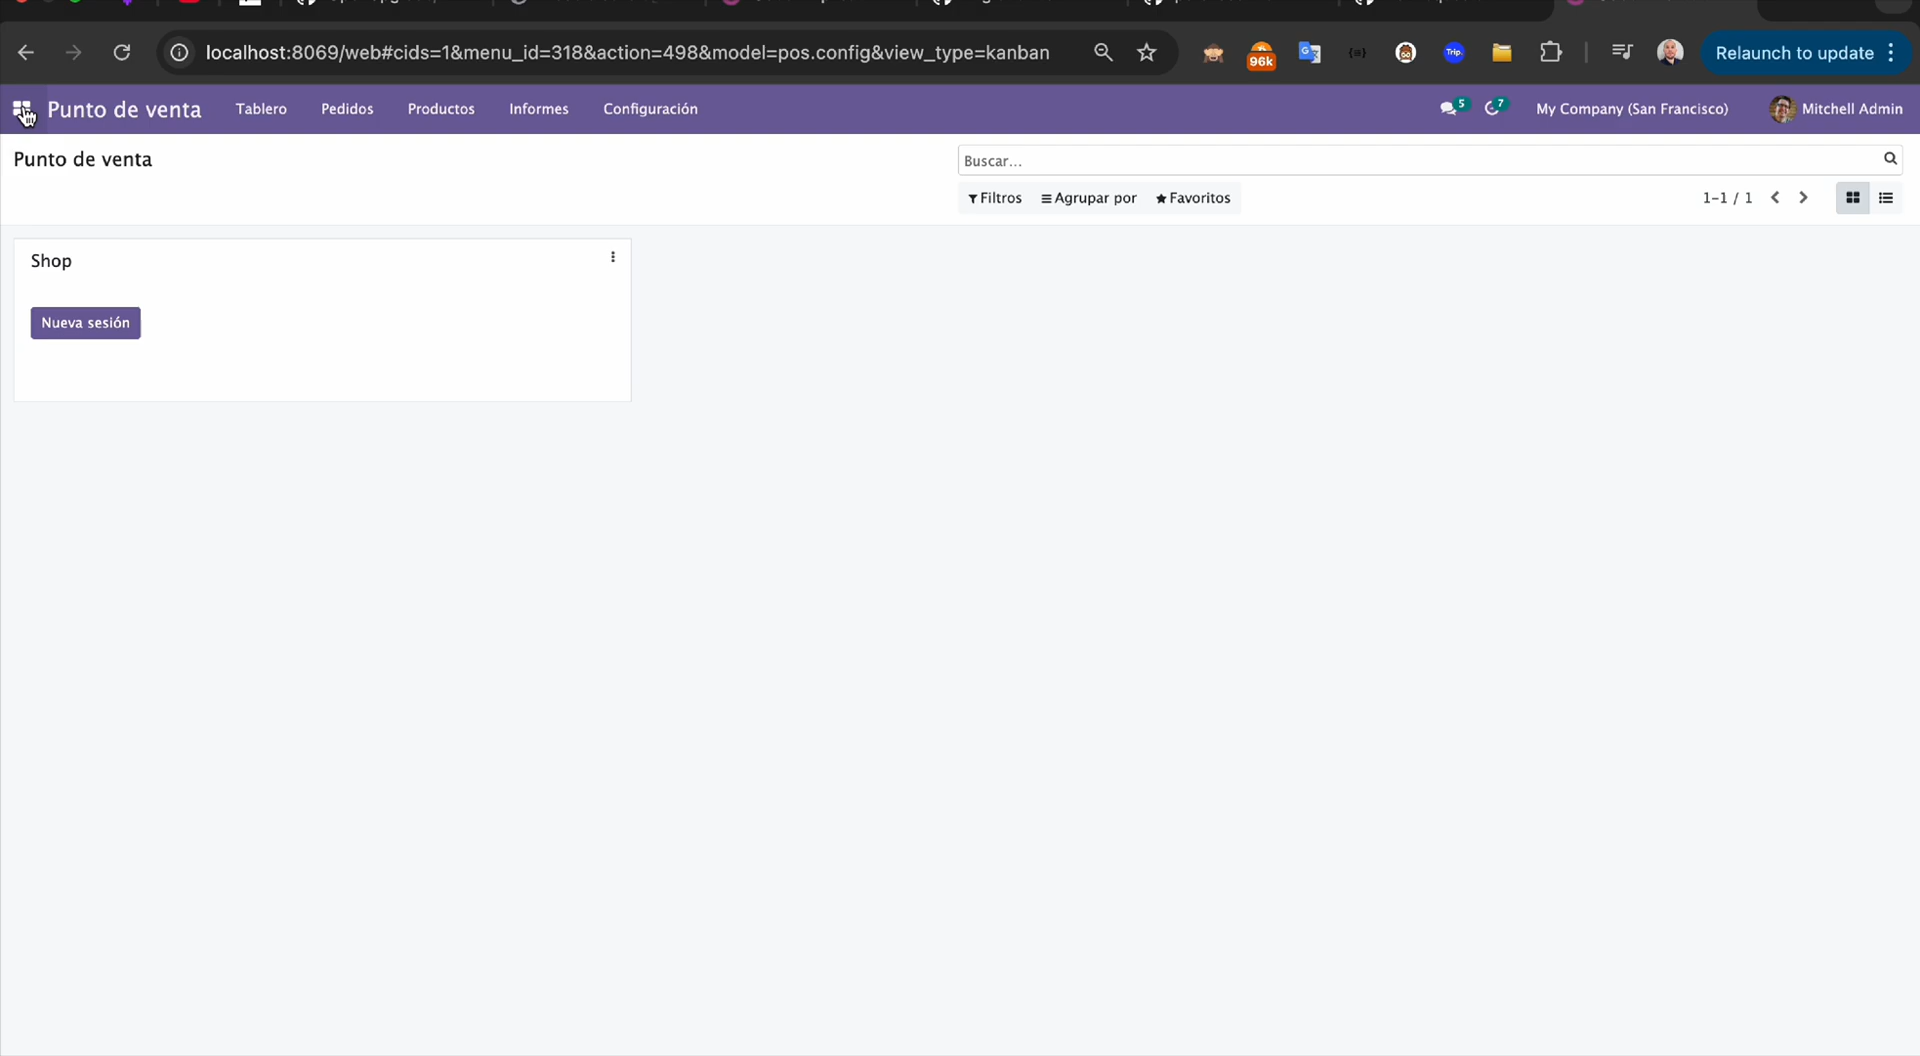 localhost:8069/web#cids=1&menu_id=318&action=498&model=pos.config&view_type=kanban
96k
Trip.
Relaunch to update
Punto de venta
Tablero
Pedidos
Productos
Informes
Configuración
5
7
My Company (San Francisco)
Mitchell Admin
Punto de venta
Buscar...
Filtros
Agrupar por
Favoritos
1-1 / 1
Shop
Nueva sesión